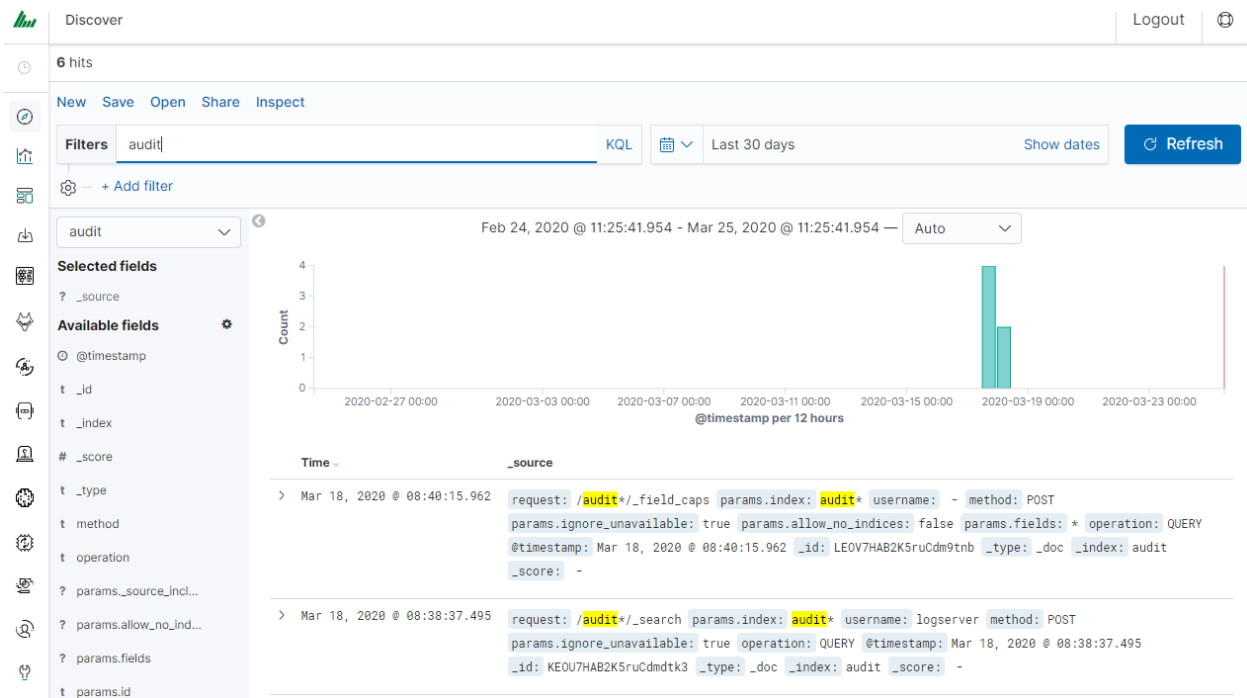 Discover
Logout
6 hits
New Save Open Share Inspect
Filters audit KQL
Last 30 days Show dates
Refresh
+ Add filter
audit
Selected fields
? _source
Available fields
@timestamp
t _id
t _index
# _score
t _type
t method
t operation
? params._source_incl...
? params.allow_no_ind...
? params.fields
t params.id
Feb 24, 2020 @ 11:25:41.954 - Mar 25, 2020 @ 11:25:41.954 — Auto
Count
4
3
2
1
0
2020-02-27 00:00 2020-03-03 00:00 2020-03-07 00:00 2020-03-11 00:00 2020-03-15 00:00 2020-03-19 00:00 2020-03-23 00:00
@timestamp per 12 hours
Time _source
Mar 18, 2020 @ 08:40:15.962 request: /audit*/_field_caps params.index: audit* username: - method: POST
params.ignore_unavailable: true params.allow_no_indices: false params.fields: * operation: QUERY
@timestamp: Mar 18, 2020 @ 08:40:15.962 _id: LEOV7HAB2K5ruCdm9tnb _type: _doc _index: audit
_score: -
Mar 18, 2020 @ 08:38:37.495 request: /audit*/_search params.index: audit* username: logserver method: POST
params.ignore_unavailable: true operation: QUERY @timestamp: Mar 18, 2020 @ 08:38:37.495
_id: KEOU7HAB2K5ruCdmdtk3 _type: _doc _index: audit _score: -